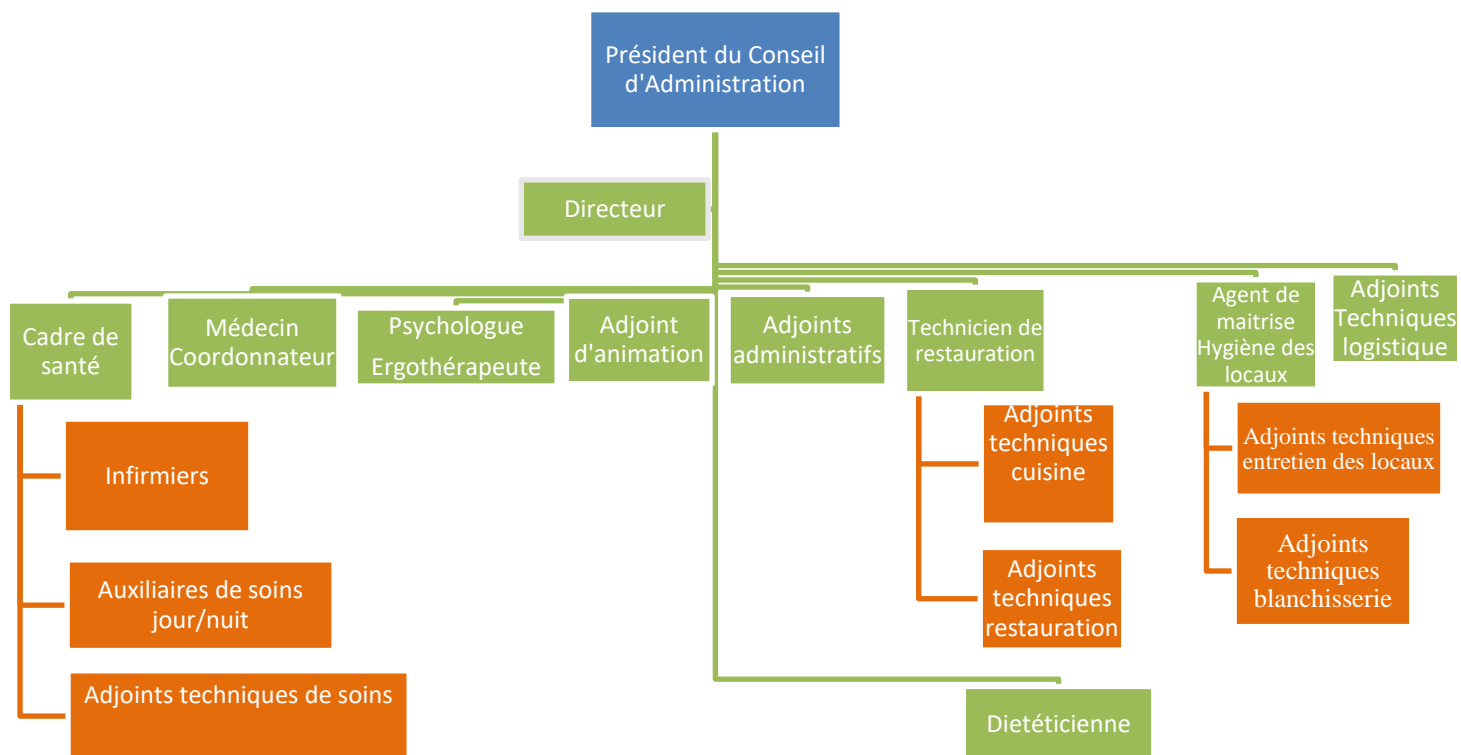 Président du Conseil
d'Administration
Directeur
Cadre de
santé
Médecin
Coordonnateur
Psychologue
Ergothérapeute
Adjoint
d'animation
Adjoints
administratifs
Technicien de
restauration
Agent de
maitrise
Hygiène des
locaux
Adjoints
Techniques
logistique
Infirmiers
Auxiliaires de soins
jour/nuit
Adjoints techniques de soins
Adjoints
techniques
cuisine
Adjoints
techniques
restauration
Adjoints techniques
entretien des locaux
Adjoints
techniques
blanchisserie
Dietéticienne